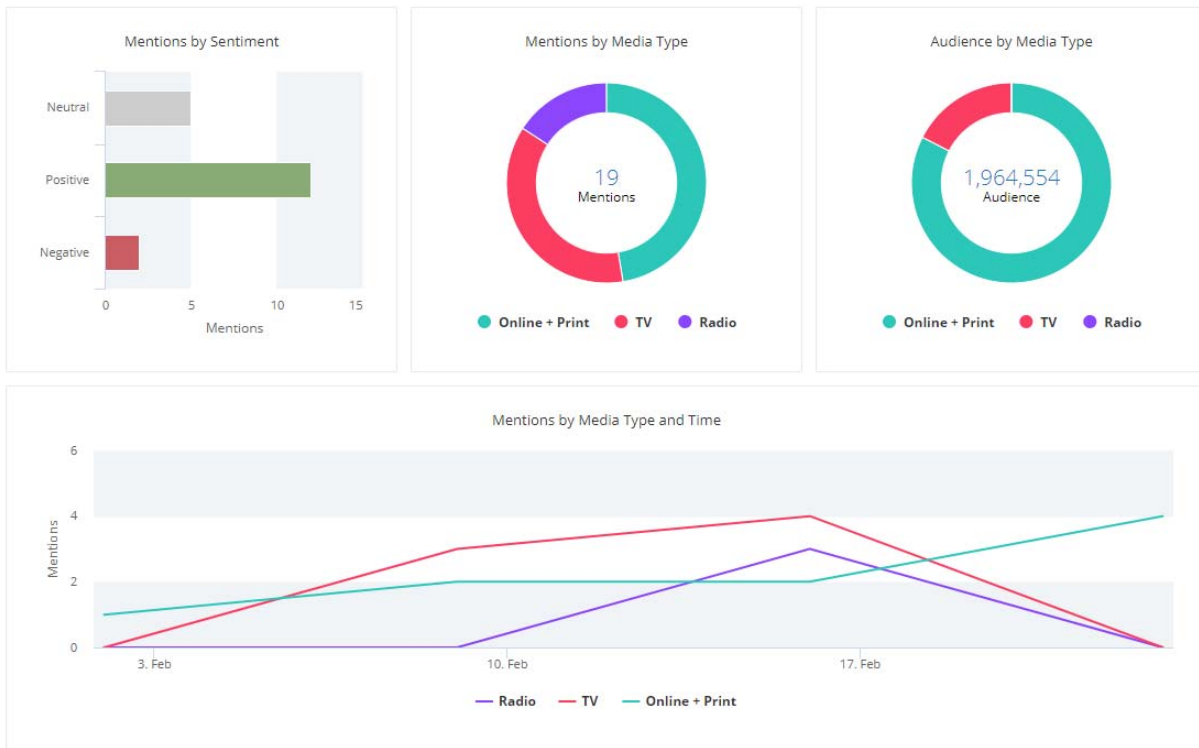 Mentions by Sentiment
Neutral
Positive
Negative
0 5 10 15
Mentions
Mentions by Media Type
19
Mentions
Online + Print TV Radio
Audience by Media Type
1,964,554
Audience
Online + Print TV Radio
Mentions by Media Type and Time
Mentions
6
4
2
0
3. Feb 10. Feb 17. Feb
Radio TV Online + Print